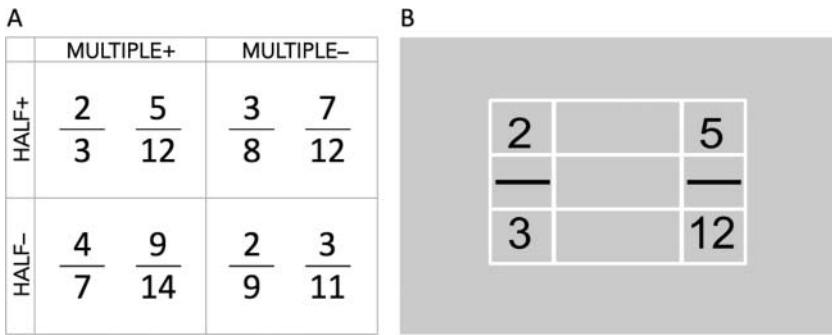 A
B
MULTIPLE+ MULTIPLE–
HALF+
2 5 3 7
3 12 8 12
HALF–
4 9 2 3
7 14 9 11
2 5
3 12